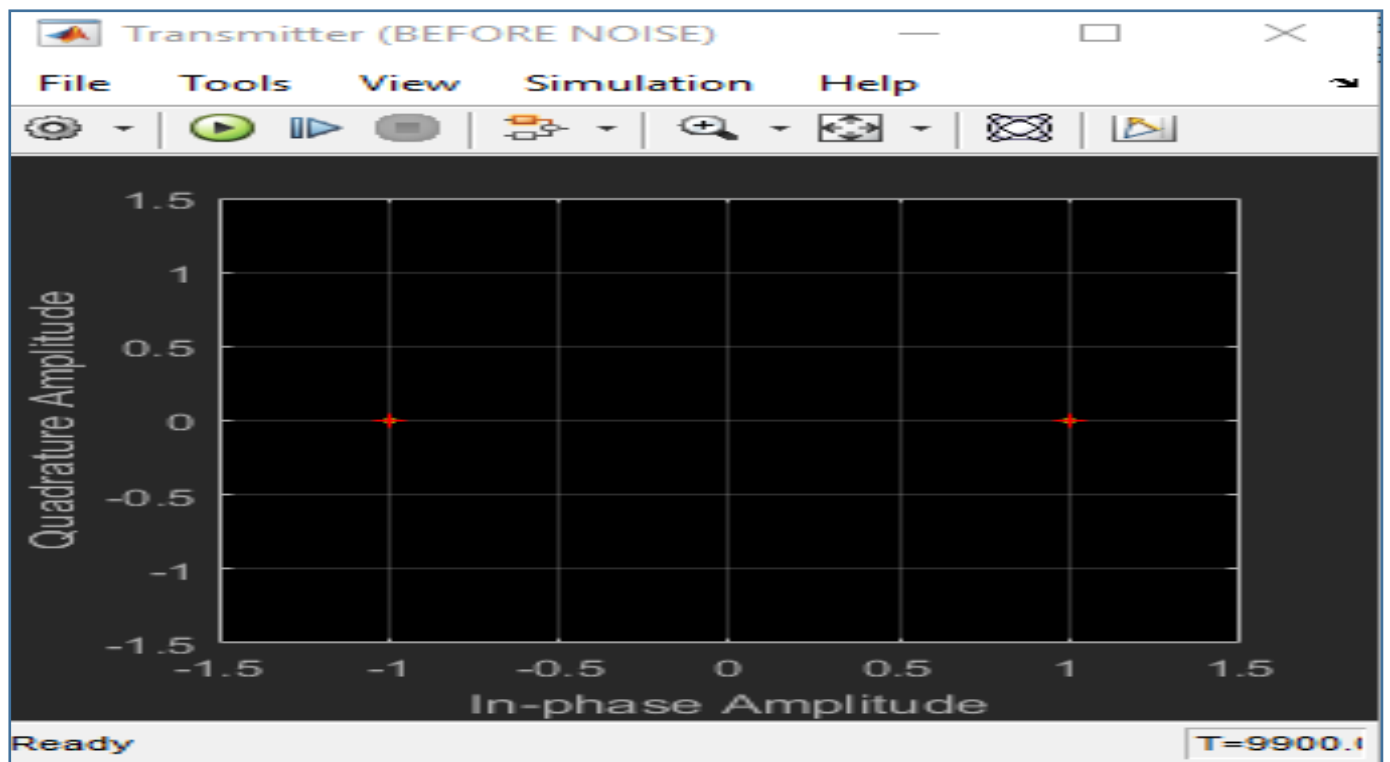 Transmitter (BEFORE NOISE)
File Tools View Simulation Help
1.5
1
0.5
0
-0.5
-1
-1.5
Quadrature Amplitude
-1.5 -1 -0.5 0 0.5 1 1.5
In-phase Amplitude
Ready T=9900.